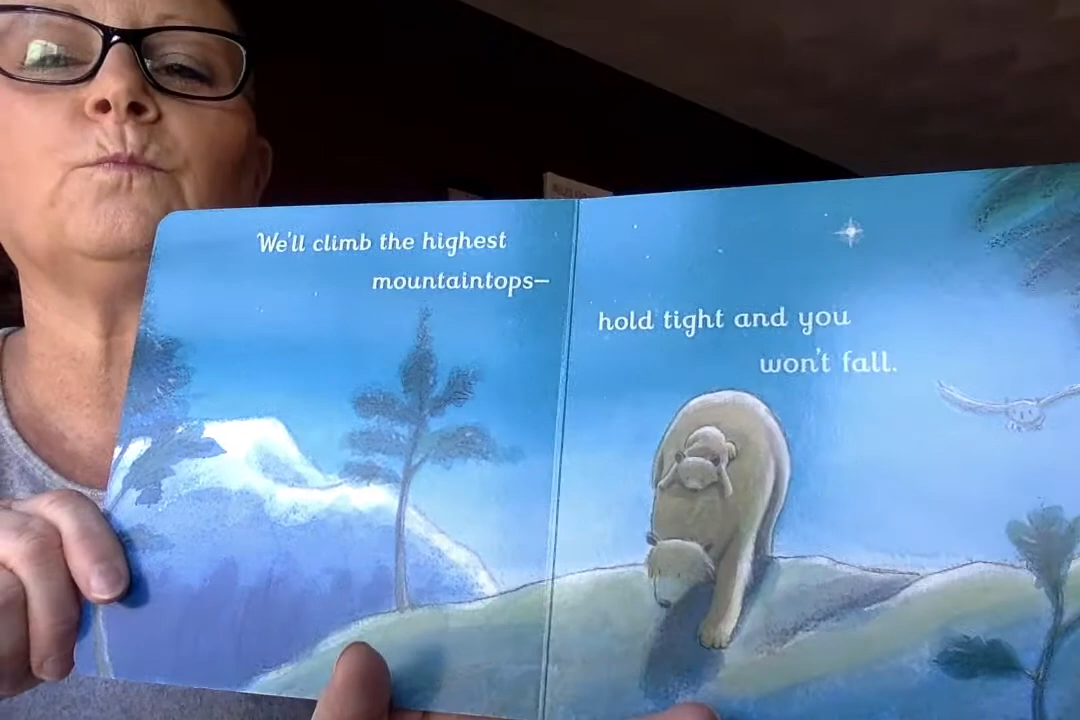 We'll climb the highest
mountaintops—
hold tight and you
won't fall.